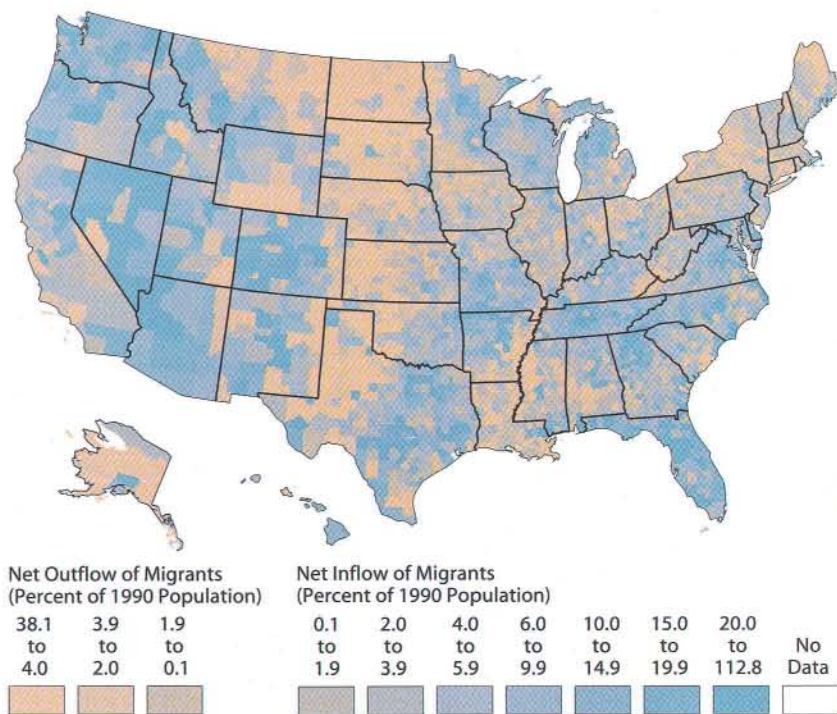 Net Outflow of Migrants
(Percent of 1990 Population)
38.1 3.9 1.9
to to to
4.0 2.0 0.1
Net Inflow of Migrants
(Percent of 1990 Population)
0.1 2.0 4.0 6.0 10.0 15.0 20.0
to to to to to to to No
1.9 3.9 5.9 9.9 14.9 19.9 112.8 Data